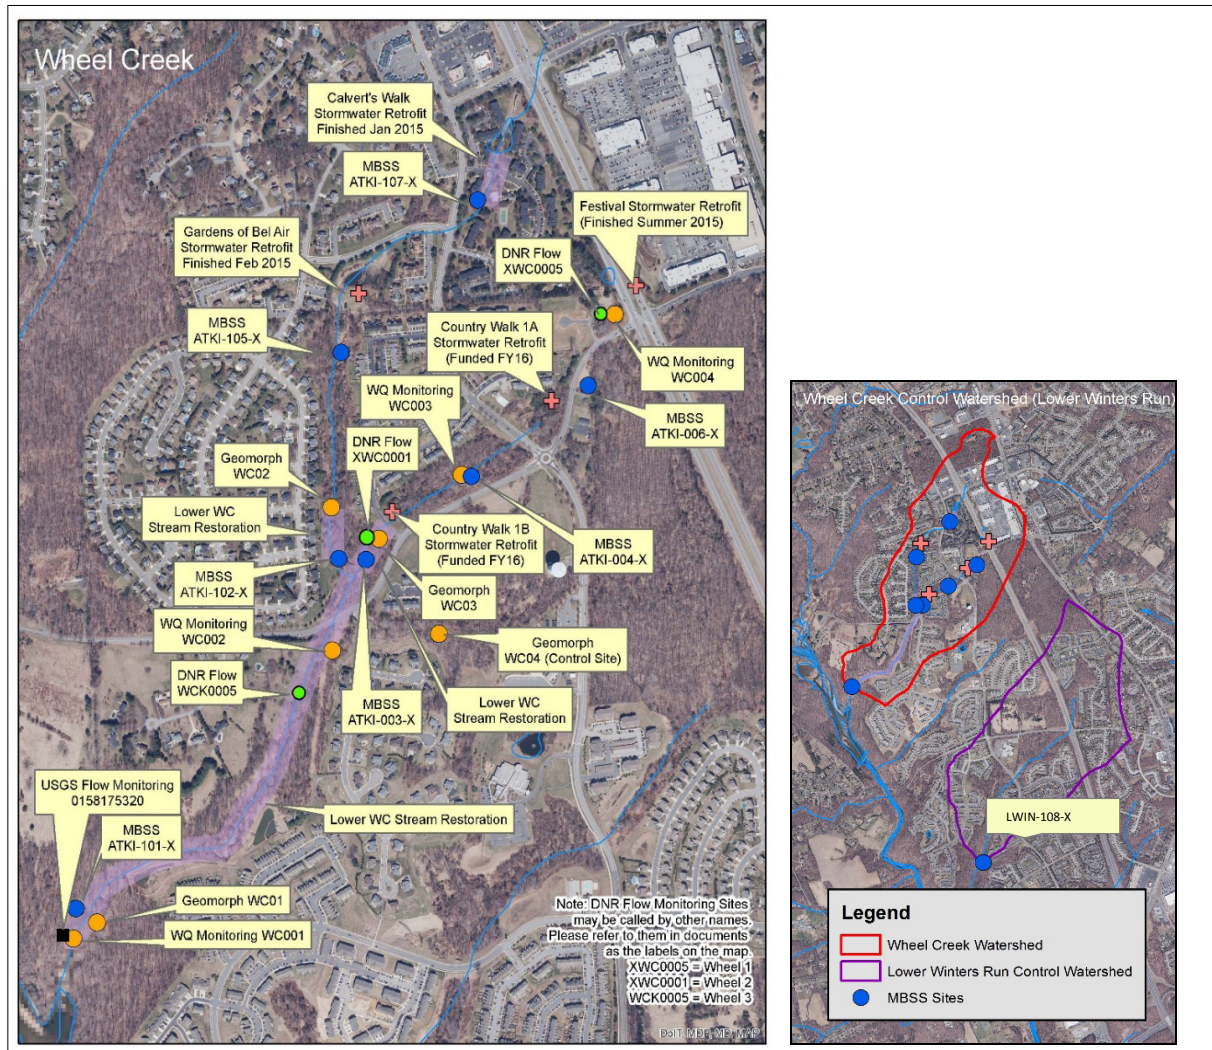 Wheel Creek
Calvert's Walk
Stormwater Retrofit
Finished Jan 2015
MBSS
ATKI-107-X
Festival Stormwater Retrofit
(Finished Summer 2015)
Gardens of Bel Air
Stormwater Retrofit
Finished Feb 2015
DNR Flow
XWC0005
MBSS
ATKI-105-X
Country Walk 1A
Stormwater Retrofit
(Funded FY16)
WQ Monitoring
WC004
WQ Monitoring
WC003
MBSS
ATKI-006-X
DNR Flow
XWC0001
Geomorph
WC02
Lower WC
Stream Restoration
Country Walk 1B
Stormwater Retrofit
(Funded FY16)
MBSS
ATKI-004-X
MBSS
ATKI-102-X
Geomorph
WC03
WQ Monitoring
WC002
Geomorph
WC04 (Control Site)
DNR Flow
WCK0005
MBSS
ATKI-003-X
Lower WC
Stream Restoration
USGS Flow Monitoring
0158175320
Lower WC Stream Restoration
MBSS
ATKI-101-X
Geomorph WC01
WQ Monitoring WC001
Note: DNR Flow Monitoring Sites
may be called by other names.
Please refer to them in documents
as the labels on the map.
XWC0005 = Wheel 1
XWC0001 = Wheel 2
WCK0005 = Wheel 3
DoIT, MDP, MD iMAP
Wheel Creek Control Watershed (Lower Winters Run)
LWIN-108-X
Legend
Wheel Creek Watershed
Lower Winters Run Control Watershed
MBSS Sites